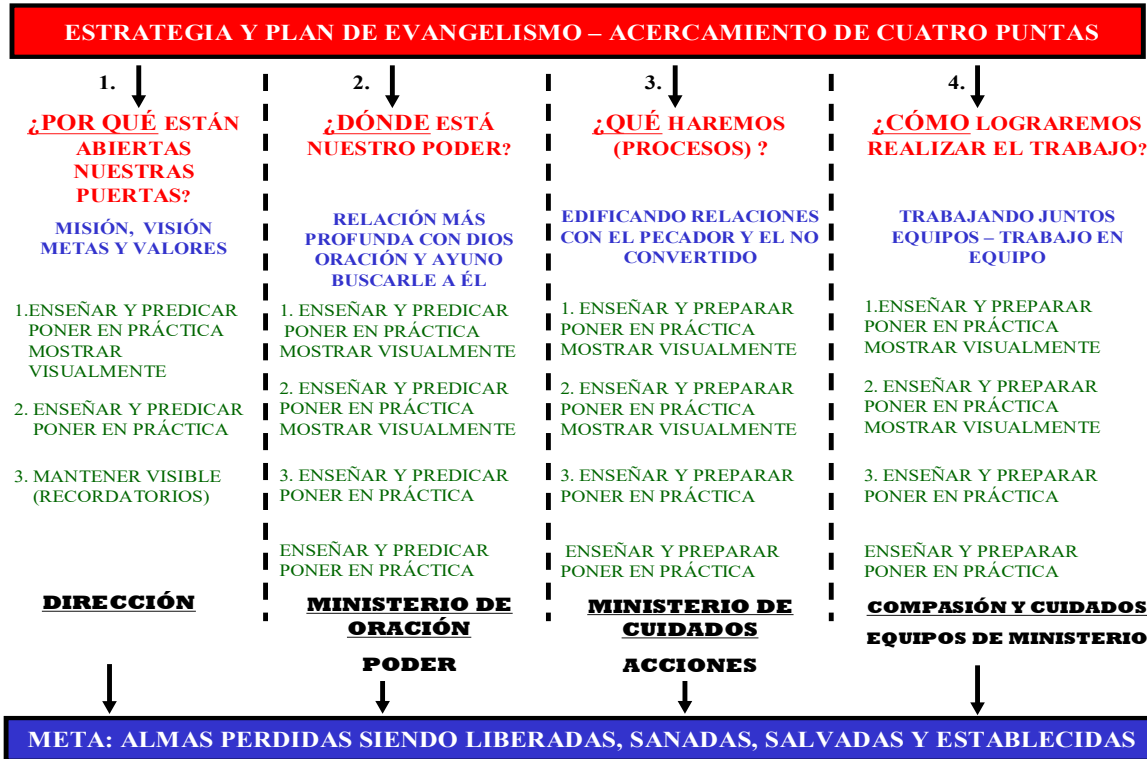 ESTRATEGIA Y PLAN DE EVANGELISMO – ACERCAMIENTO DE CUATRO PUNTAS
1.
¿POR QUÉ ESTÁN
ABIERTAS
NUESTRAS
PUERTAS?
MISIÓN, VISIÓN
METAS Y VALORES
1.ENSEÑAR Y PREDICAR
PONER EN PRÁCTICA
MOSTRAR
VISUALMENTE
2. ENSEÑAR Y PREDICAR
PONER EN PRÁCTICA
3. MANTENER VISIBLE
(RECORDATORIOS)
DIRECCIÓN
2.
¿DÓNDE ESTÁ
NUESTRO PODER?
RELACIÓN MÁS
PROFUNDA CON DIOS
ORACIÓN Y AYUNO
BUSCARLE A ÉL
1. ENSEÑAR Y PREDICAR
PONER EN PRÁCTICA
MOSTRAR VISUALMENTE
2. ENSEÑAR Y PREDICAR
PONER EN PRÁCTICA
MOSTRAR VISUALMENTE
3. ENSEÑAR Y PREDICAR
PONER EN PRÁCTICA
ENSEÑAR Y PREDICAR
PONER EN PRÁCTICA
MINISTERIO DE
ORACIÓN
PODER
3.
¿QUÉ HAREMOS
(PROCESOS) ?
EDIFICANDO RELACIONES
CON EL PECADOR Y EL NO
CONVERTIDO
1. ENSEÑAR Y PREPARAR
PONER EN PRÁCTICA
MOSTRAR VISUALMENTE
2. ENSEÑAR Y PREPARAR
PONER EN PRÁCTICA
MOSTRAR VISUALMENTE
3. ENSEÑAR Y PREPARAR
PONER EN PRÁCTICA
ENSEÑAR Y PREPARAR
PONER EN PRÁCTICA
MINISTERIO DE
CUIDADOS
ACCIONES
4.
¿CÓMO LOGRAREMOS
REALIZAR EL TRABAJO?
TRABAJANDO JUNTOS
EQUIPOS – TRABAJO EN
EQUIPO
1.ENSEÑAR Y PREPARAR
PONER EN PRÁCTICA
MOSTRAR VISUALMENTE
2. ENSEÑAR Y PREPARAR
PONER EN PRÁCTICA
MOSTRAR VISUALMENTE
3. ENSEÑAR Y PREPARAR
PONER EN PRÁCTICA
ENSEÑAR Y PREPARAR
PONER EN PRÁCTICA
COMPASIÓN Y CUIDADOS
EQUIPOS DE MINISTERIO
META: ALMAS PERDIDAS SIENDO LIBERADAS, SANADAS, SALVADAS Y ESTABLECIDAS